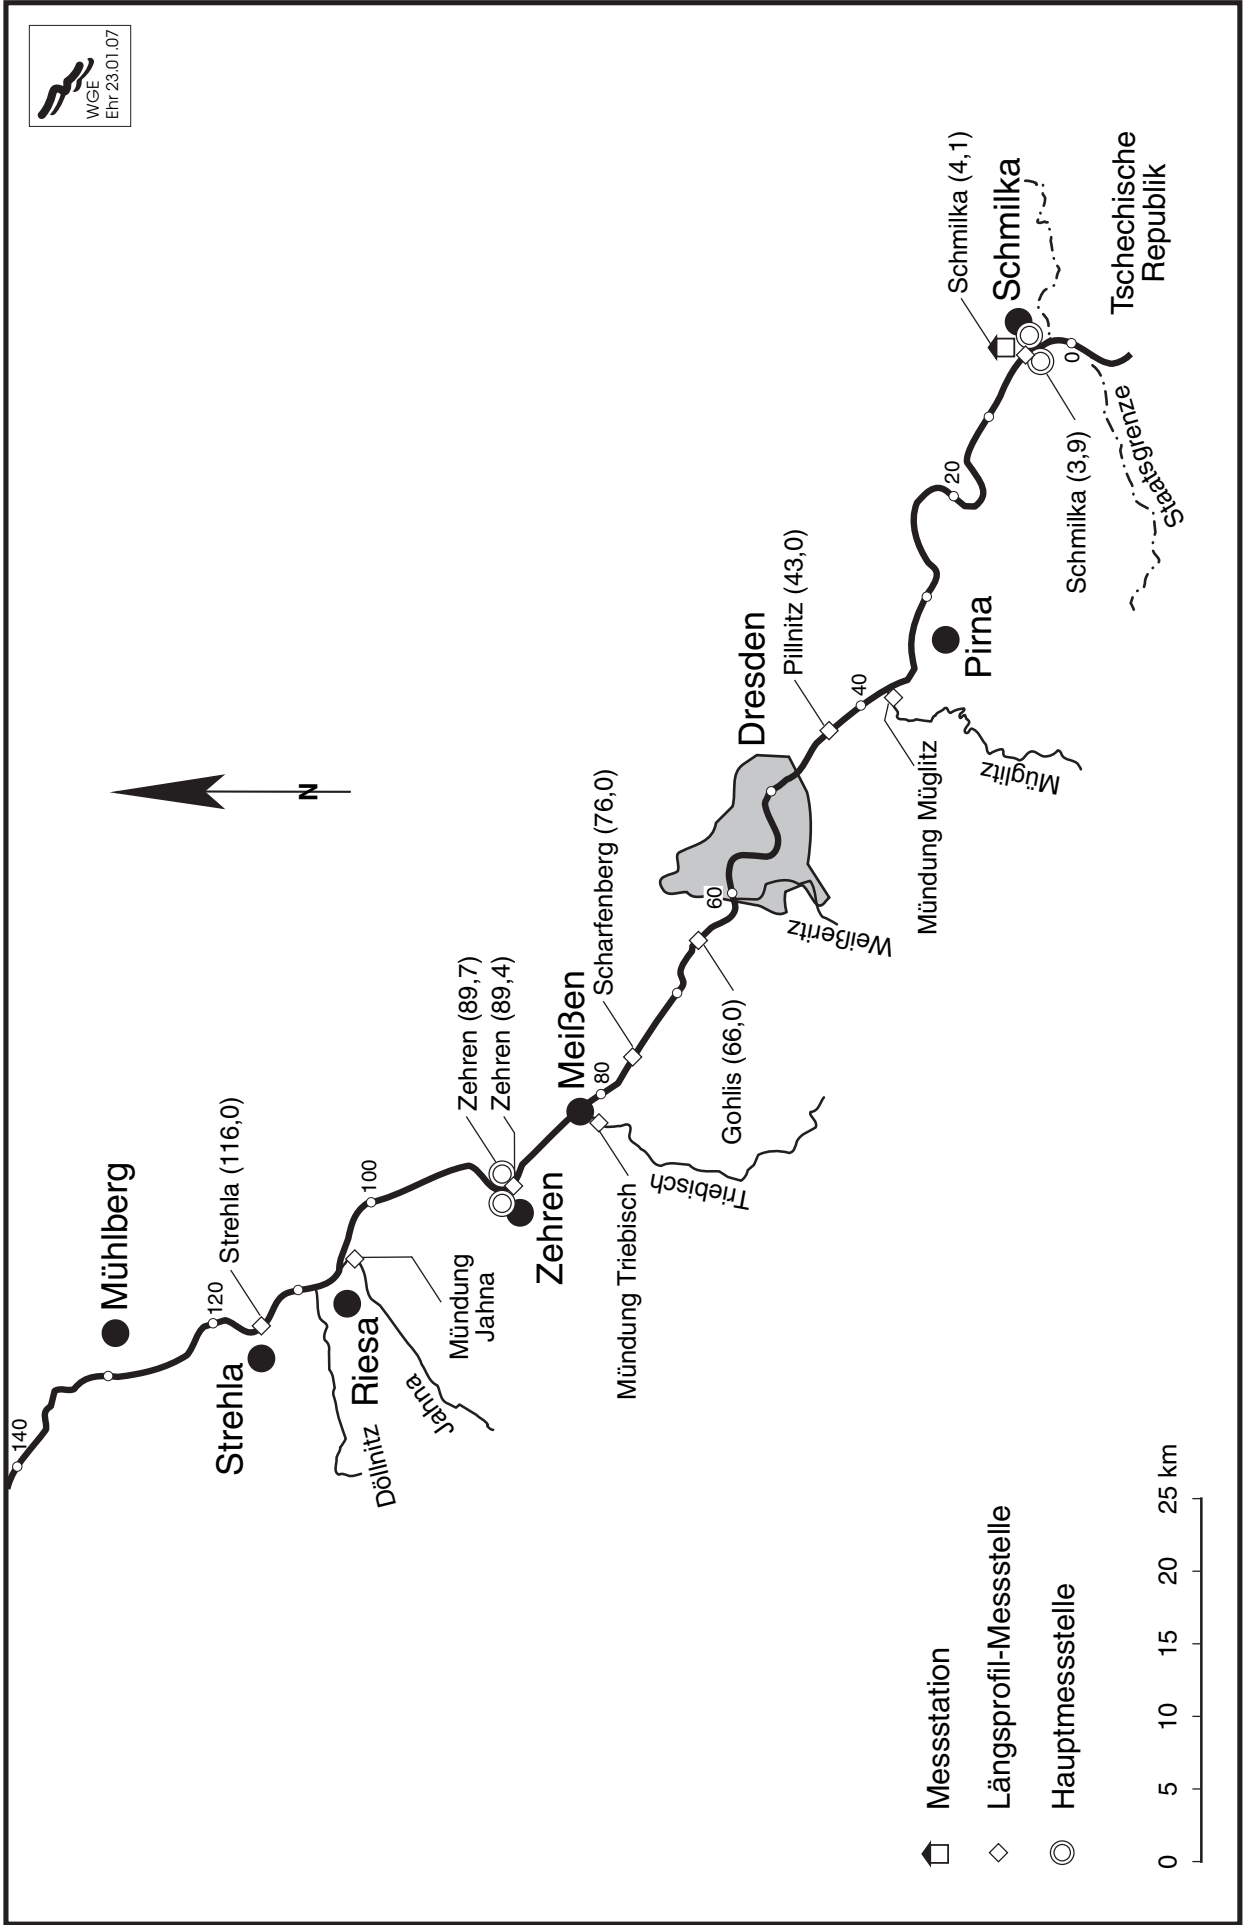 WGE
Ehr 23.01.07
N
140
Mühlberg
120
Strehla (116,0)
Strehla
Riesa
Döllnitz
Jahna
Mündung
Jahna
100
Zehren (89,7)
Zehren (89,4)
Zehren
Meißen
80
Mündung Triebisch
Triebisch
Scharfenberg (76,0)
Gohlis (66,0)
60
Weißeritz
Dresden
Pillnitz (43,0)
40
Mündung Müglitz
Müglitz
Pirna
20
Schmilka (4,1)
Schmilka
Schmilka (3,9)
0
Staatsgrenze
Tschechische
Republik
Messstation
Längsprofil-Messstelle
Hauptmessstelle
0 5 10 15 20 25 km